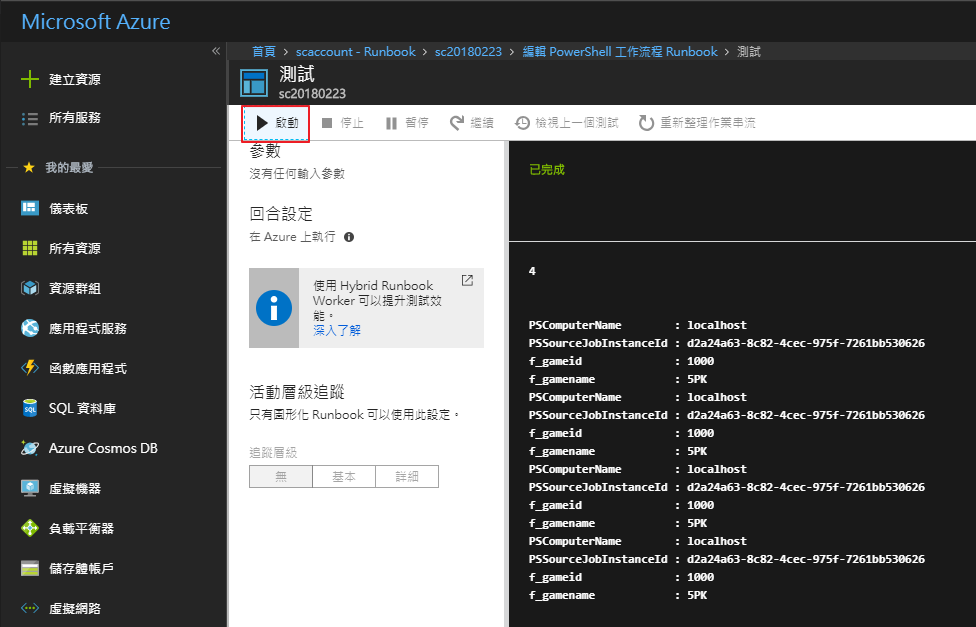 Microsoft Azure
«
首頁 > scaccount - Runbook > sc20180223 > 編輯 PowerShell 工作流程 Runbook > 測試
測試
sc20180223
建立資源
所有服務
我的最愛
儀表板
所有資源
資源群組
應用程式服務
函數應用程式
SQL 資料庫
Azure Cosmos DB
虛擬機器
負載平衡器
儲存體帳戶
虛擬網路
啟動 停止 暫停 繼續 檢視上一個測試 重新整理作業串流
參數
沒有任何輸入參數
回合設定
在 Azure 上執行
使用 Hybrid Runbook
Worker 可以提升測試效
能。
深入了解
活動層級追蹤
只有圖形化 Runbook 可以使用此設定。
追蹤層級
無 基本 詳細
已完成
4
PSComputerName : localhost
PSSourceJobInstanceId : d2a24a63-8c82-4cec-975f-7261bb530626
f_gameid : 1000
f_gamename : 5PK
PSComputerName : localhost
PSSourceJobInstanceId : d2a24a63-8c82-4cec-975f-7261bb530626
f_gameid : 1000
f_gamename : 5PK
PSComputerName : localhost
PSSourceJobInstanceId : d2a24a63-8c82-4cec-975f-7261bb530626
f_gameid : 1000
f_gamename : 5PK
PSComputerName : localhost
PSSourceJobInstanceId : d2a24a63-8c82-4cec-975f-7261bb530626
f_gameid : 1000
f_gamename : 5PK